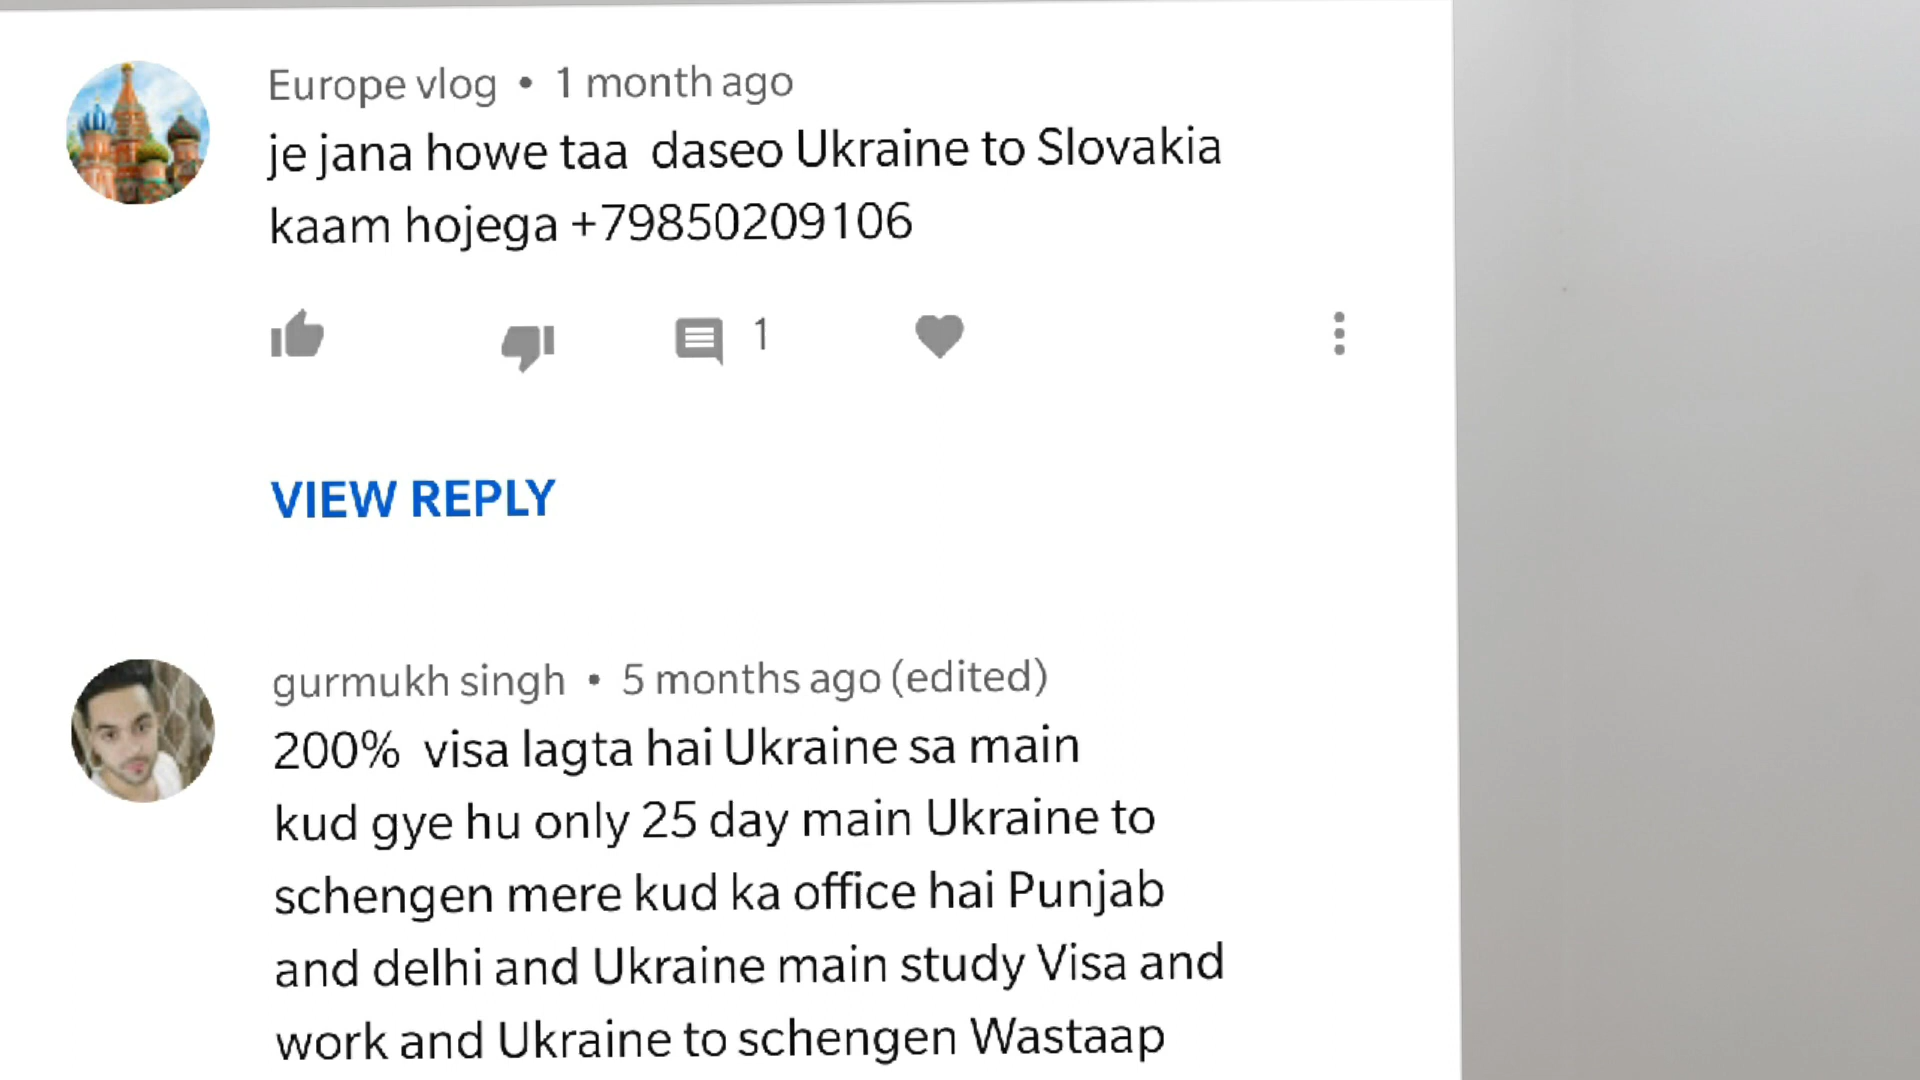 Europe vlog • 1 month ago
je jana howe taa daseo Ukraine to Slovakia
kaam hojega +79850209106
1
VIEW REPLY
gurmukh singh • 5 months ago (edited)
200% visa lagta hai Ukraine sa main
kud gye hu only 25 day main Ukraine to
schengen mere kud ka office hai Punjab
and delhi and Ukraine main study Visa and
work and Ukraine to schengen Wastaap